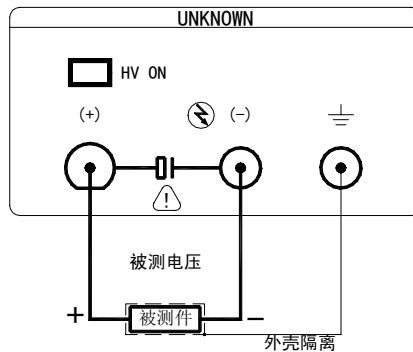 UNKNOWN
HV ON
(+) (-)
被测电压
+ 被测件 -
外壳隔离